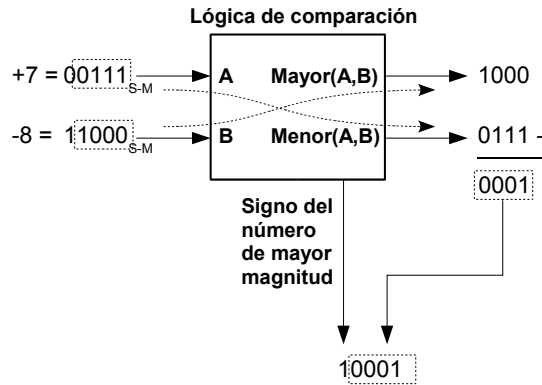 Lógica de comparación
+7 = 00111 S-M
A
Mayor(A,B)
1000
-8 = 11000 S-M
B
Menor(A,B)
0111 -
0001
Signo del
número
de mayor
magnitud
10001